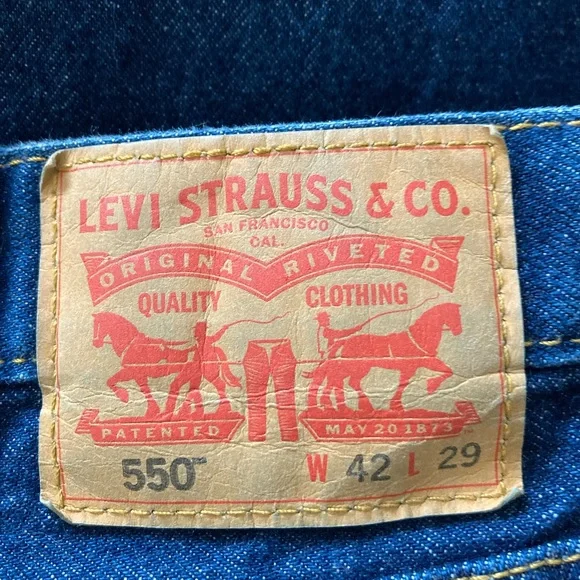 LEVI STRAUSS & CO.
SAN FRANCISCO
CAL.
ORIGINAL RIVETED
QUALITY CLOTHING
PATENTED MAY 20 1873
550™ W 42 L 29